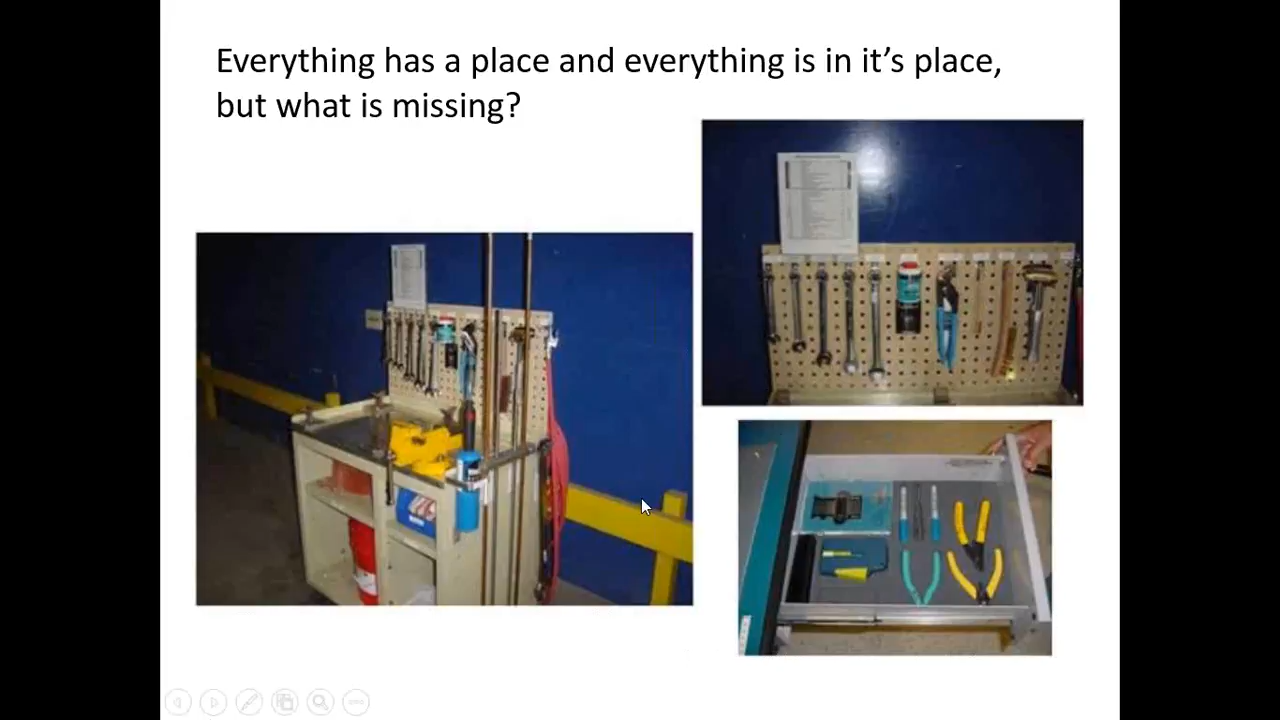 Everything has a place and everything is in it’s place,
but what is missing?